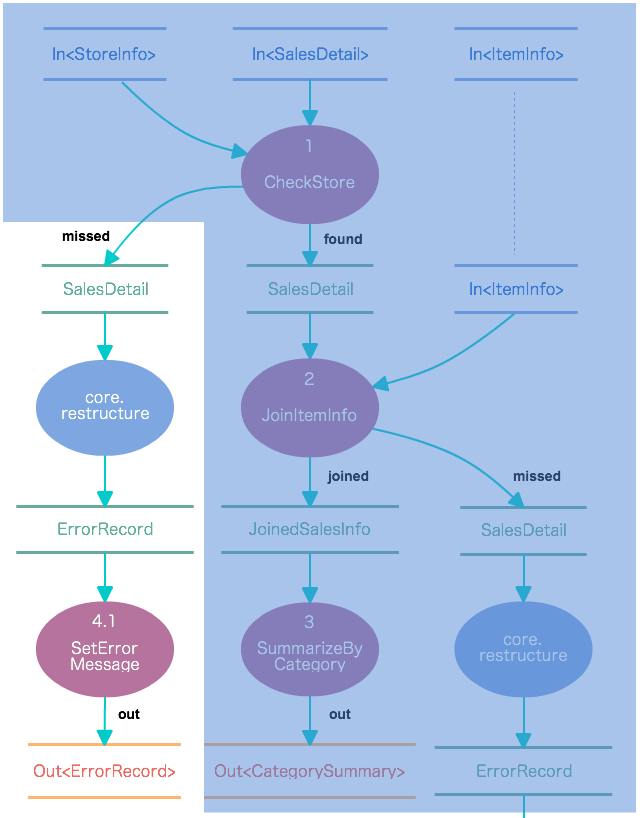 In<StoreInfo>
In<SalesDetail>
In<ItemInfo>
1
CheckStore
missed
found
SalesDetail
SalesDetail
In<ItemInfo>
core.
restructure
2
JoinItemInfo
joined
missed
ErrorRecord
JoinedSalesInfo
SalesDetail
4.1
SetError
Message
3
SummarizeBy
Category
core.
restructure
out
out
Out<ErrorRecord>
Out<CategorySummary>
ErrorRecord